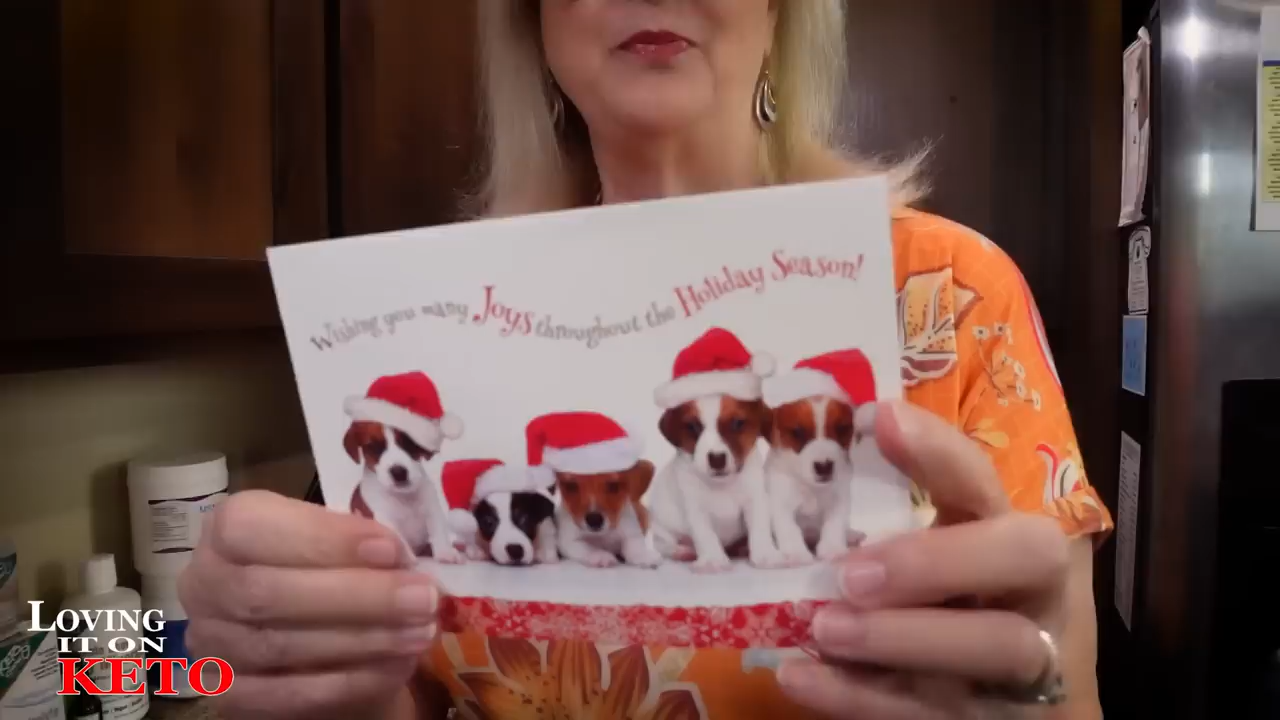 Wishing you many Joys throughout the Holiday Season!
LOVING
IT ON
KETO